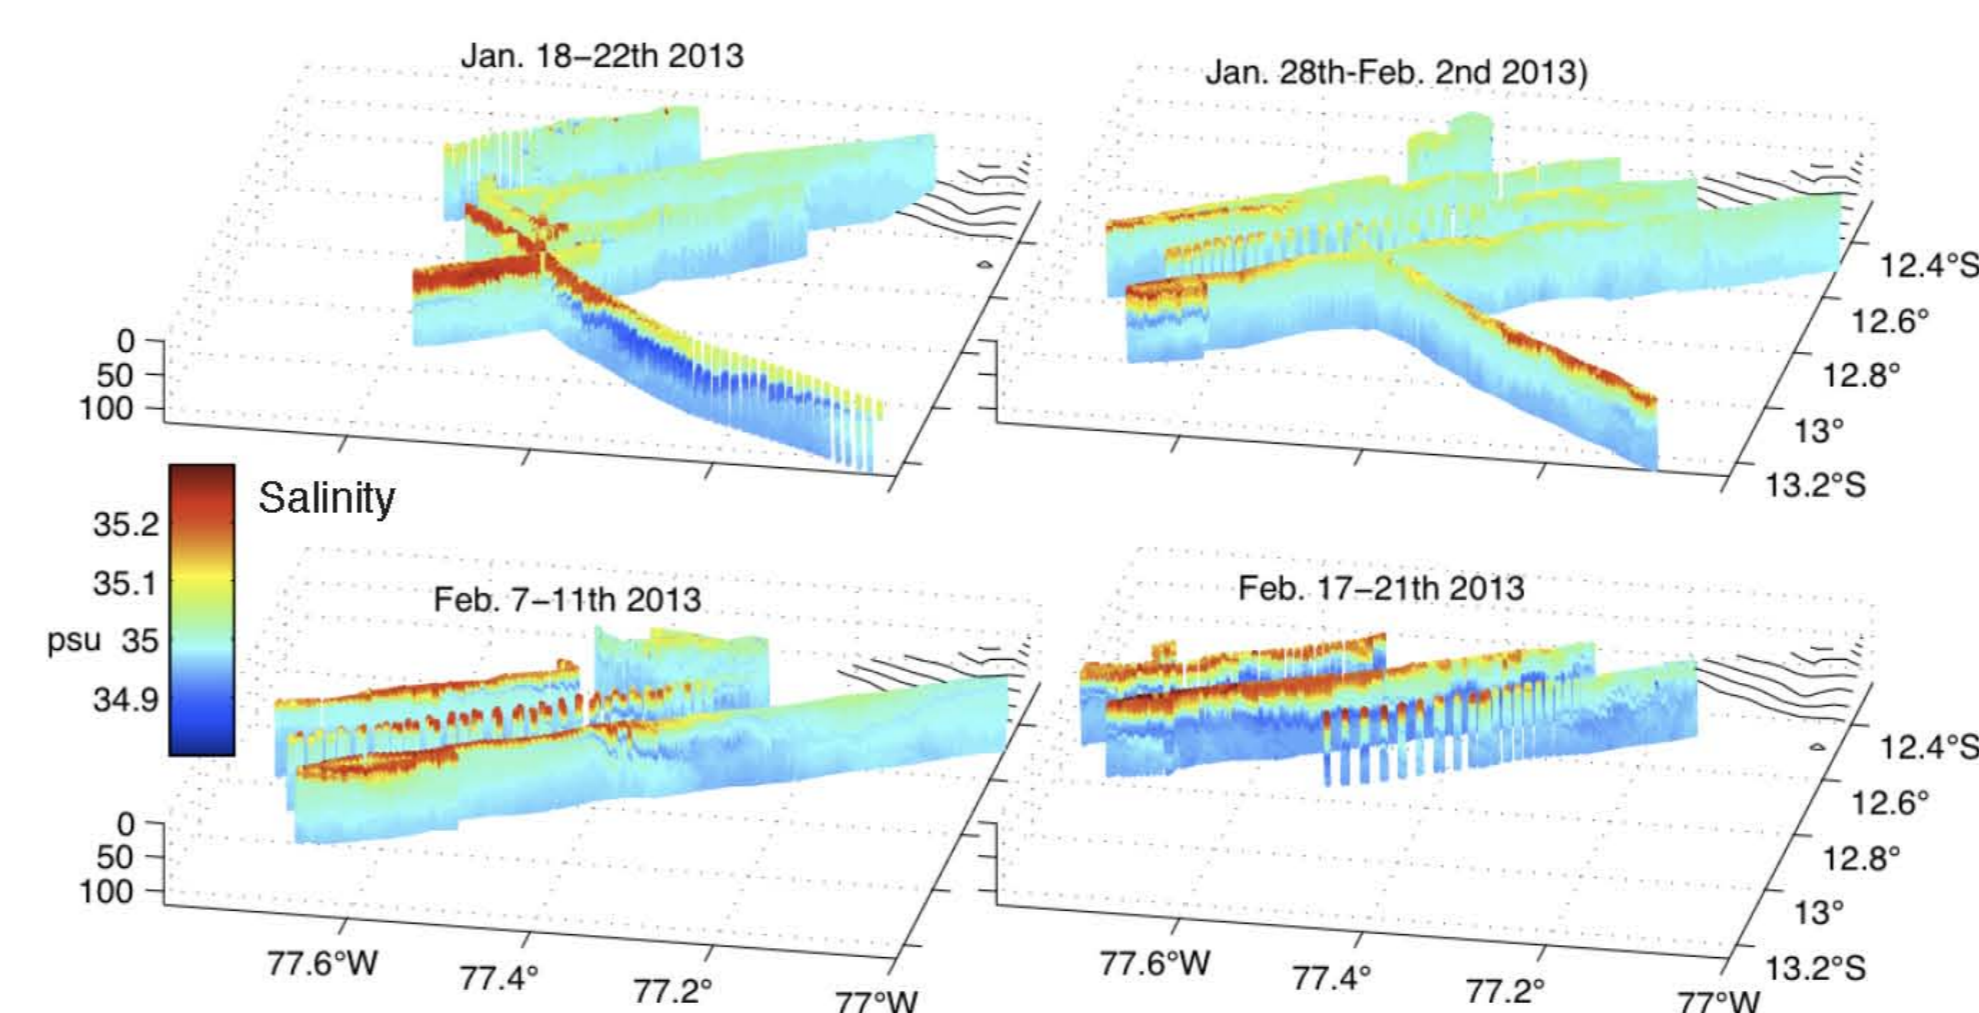 Jan. 18–22th 2013
Jan. 28th-Feb. 2nd 2013)
0
50
100
12.4°S
12.6°
12.8°
13°
13.2°S
Salinity
35.2
35.1
psu 35
34.9
Feb. 7–11th 2013
Feb. 17–21th 2013
0
50
100
12.4°S
12.6°
12.8°
13°
13.2°S
77.6°W
77.4°
77.2°
77°W
77.6°W
77.4°
77.2°
77°W